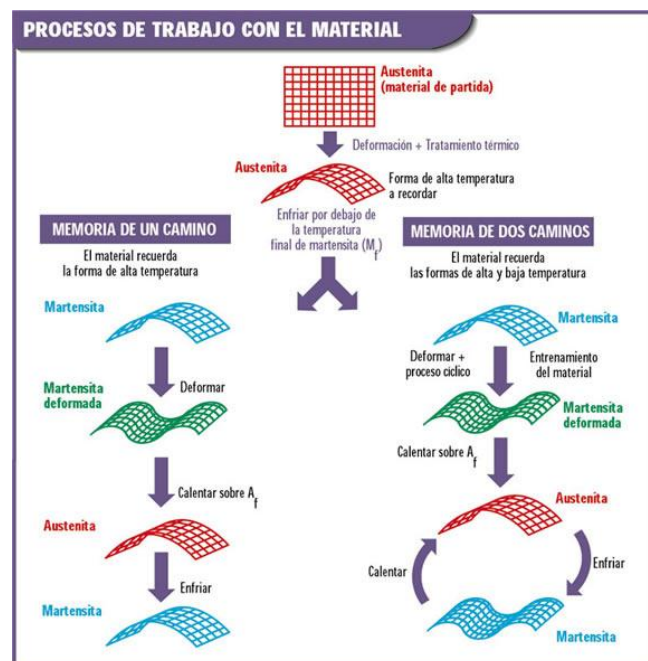 PROCESOS DE TRABAJO CON EL MATERIAL
Austenita
(material de partida)
Deformación + Tratamiento térmico
Austenita
Forma de alta temperatura
a recordar
Enfriar por debajo de
la temperatura
final de martensita (Mf)
MEMORIA DE UN CAMINO
El material recuerda
la forma de alta temperatura
Martensita
Deformar
Martensita
deformada
Calentar sobre Af
Austenita
Enfriar
Martensita
MEMORIA DE DOS CAMINOS
El material recuerda
las formas de alta y baja temperatura
Martensita
Deformar +
proceso cíclico
Entrenamiento
del material
Martensita
deformada
Calentar sobre Af
Austenita
Calentar
Enfriar
Martensita